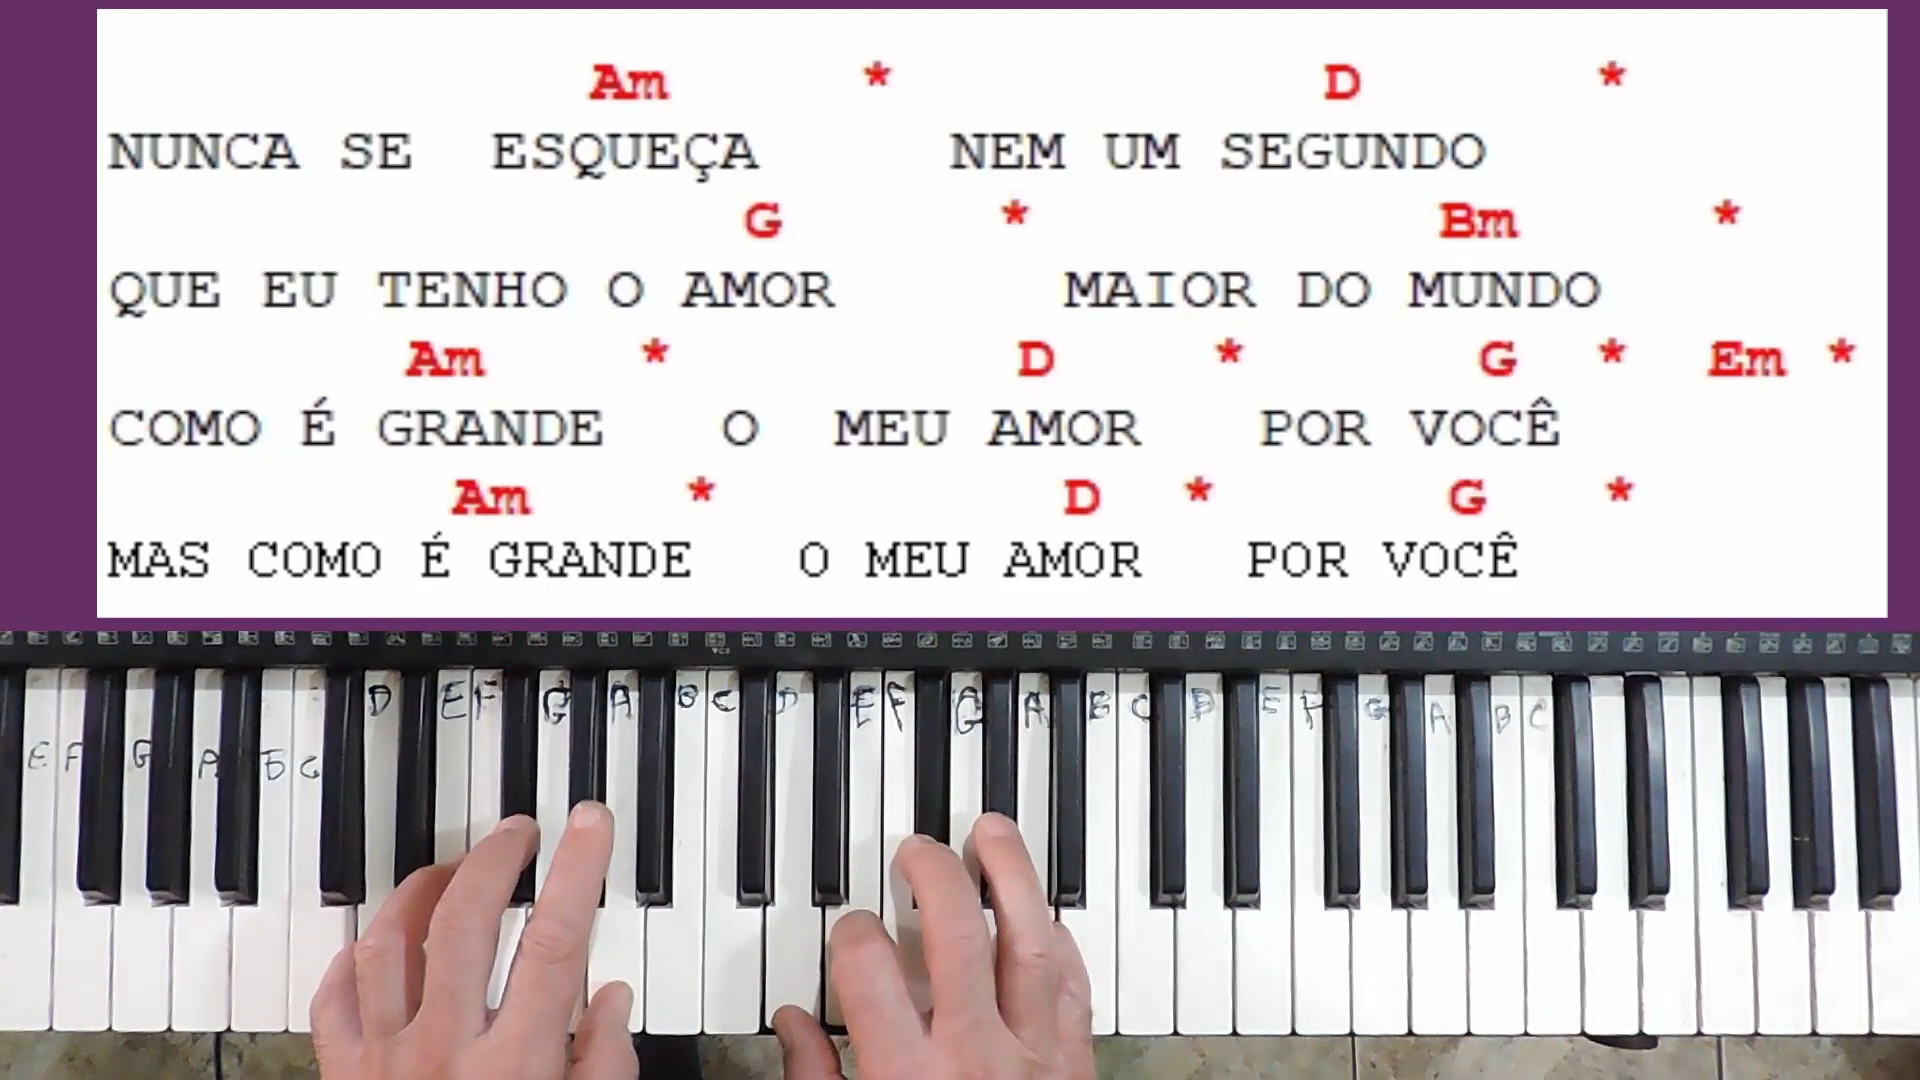 Am * D *
NUNCA SE ESQUEÇA NEM UM SEGUNDO
G * Bm *
QUE EU TENHO O AMOR MAIOR DO MUNDO
Am * D * G * Em *
COMO É GRANDE O MEU AMOR POR VOCÊ
Am * D * G *
MAS COMO É GRANDE O MEU AMOR POR VOCÊ
D E F G A B C D E F G A B C D E F G A B C
E F G A B C